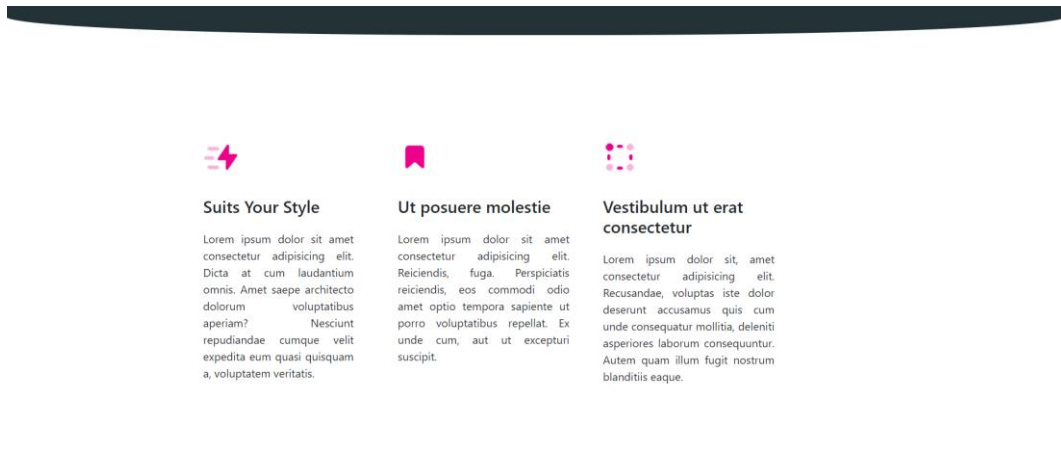 Suits Your Style
Lorem ipsum dolor sit amet
consectetur adipisicing elit.
Dicta at cum laudantium
omnis. Amet saepe architecto
dolorum voluptatibus
aperiam? Nesciunt
repudiandae cumque velit
expedita eum quasi quisquam
a, voluptatem veritatis.
Ut posuere molestie
Lorem ipsum dolor sit amet
consectetur adipisicing elit.
Reiciendis, fuga. Perspiciatis
reiciendis, eos commodi odio
amet optio tempora sapiente ut
porro voluptatibus repellat. Ex
unde cum, aut ut excepturi
suscipit.
Vestibulum ut erat
consectetur
Lorem ipsum dolor sit, amet
consectetur adipisicing elit.
Recusandae, voluptas iste dolor
deserunt accusamus quis cum
unde consequatur mollitia, deleniti
asperiores laborum consequuntur.
Autem quam illum fugit nostrum
blanditiis eaque.